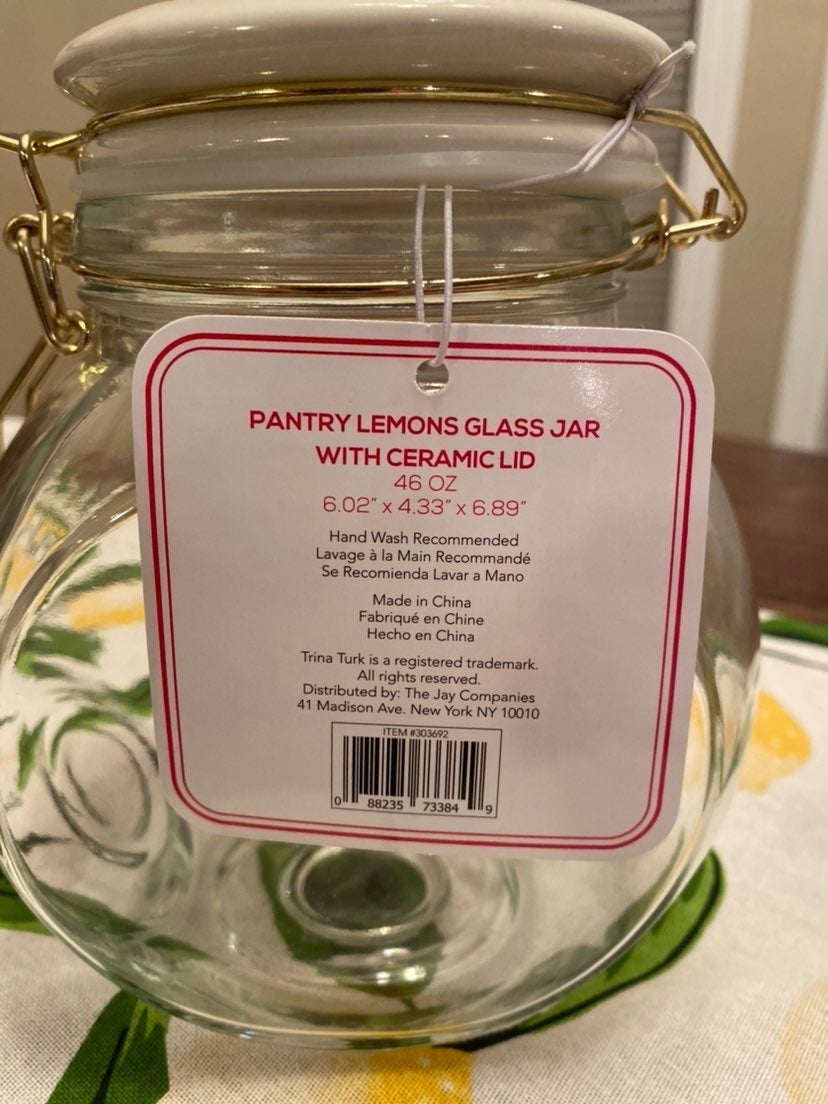 PANTRY LEMONS GLASS JAR
WITH CERAMIC LID
46 OZ
6.02” x 4.33” x 6.89”
Hand Wash Recommended
Lavage à la Main Recommandé
Se Recomienda Lavar a Mano
Made in China
Fabriqué en Chine
Hecho en China
Trina Turk is a registered trademark.
All rights reserved.
Distributed by: The Jay Companies
41 Madison Ave. New York NY 10010
ITEM #303692
0 88235 73384 9